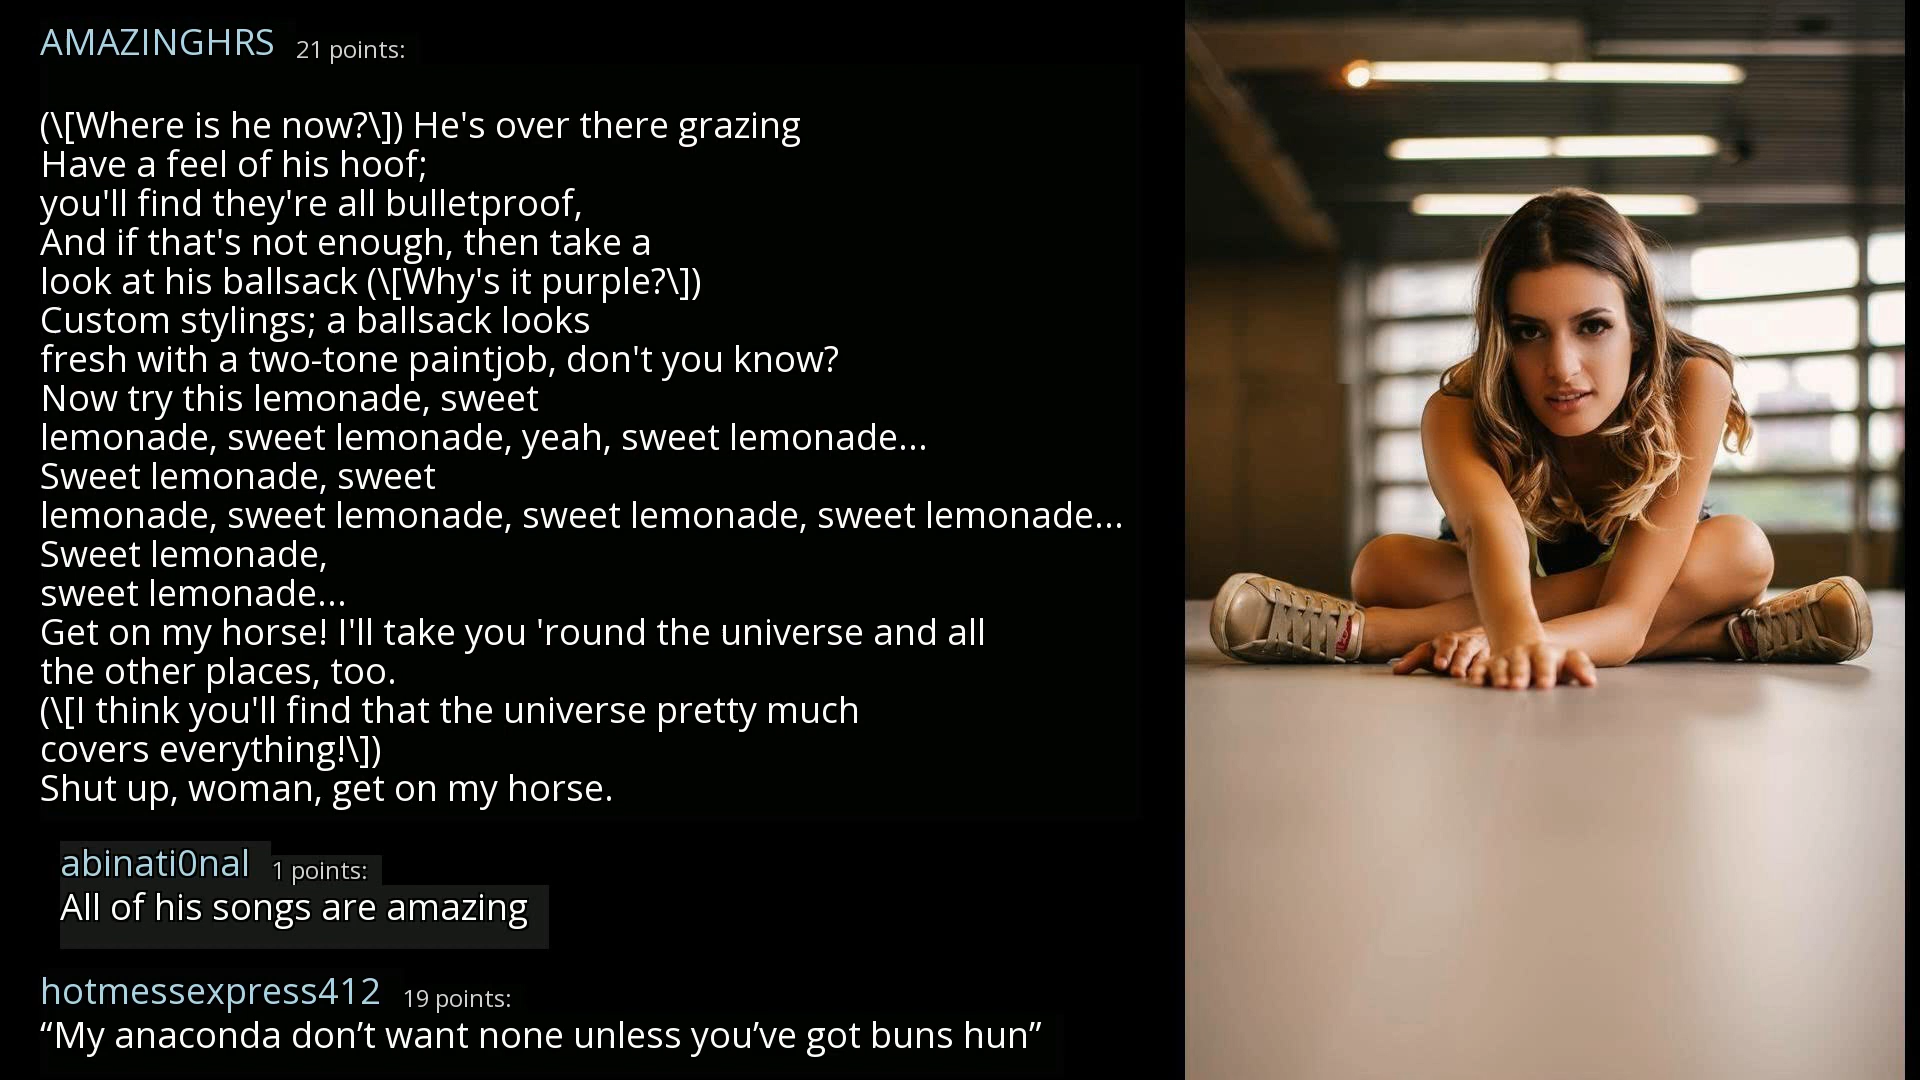 AMAZINGHRS 21 points:
(\[Where is he now?\]) He's over there grazing
Have a feel of his hoof;
you'll find they're all bulletproof,
And if that's not enough, then take a
look at his ballsack (\[Why's it purple?\])
Custom stylings; a ballsack looks
fresh with a two-tone paintjob, don't you know?
Now try this lemonade, sweet
lemonade, sweet lemonade, yeah, sweet lemonade...
Sweet lemonade, sweet
lemonade, sweet lemonade, sweet lemonade, sweet lemonade...
Sweet lemonade,
sweet lemonade...
Get on my horse! I'll take you 'round the universe and all
the other places, too.
(\[I think you'll find that the universe pretty much
covers everything!\])
Shut up, woman, get on my horse.
abinati0nal 1 points:
All of his songs are amazing
hotmessexpress412 19 points:
“My anaconda don’t want none unless you’ve got buns hun”